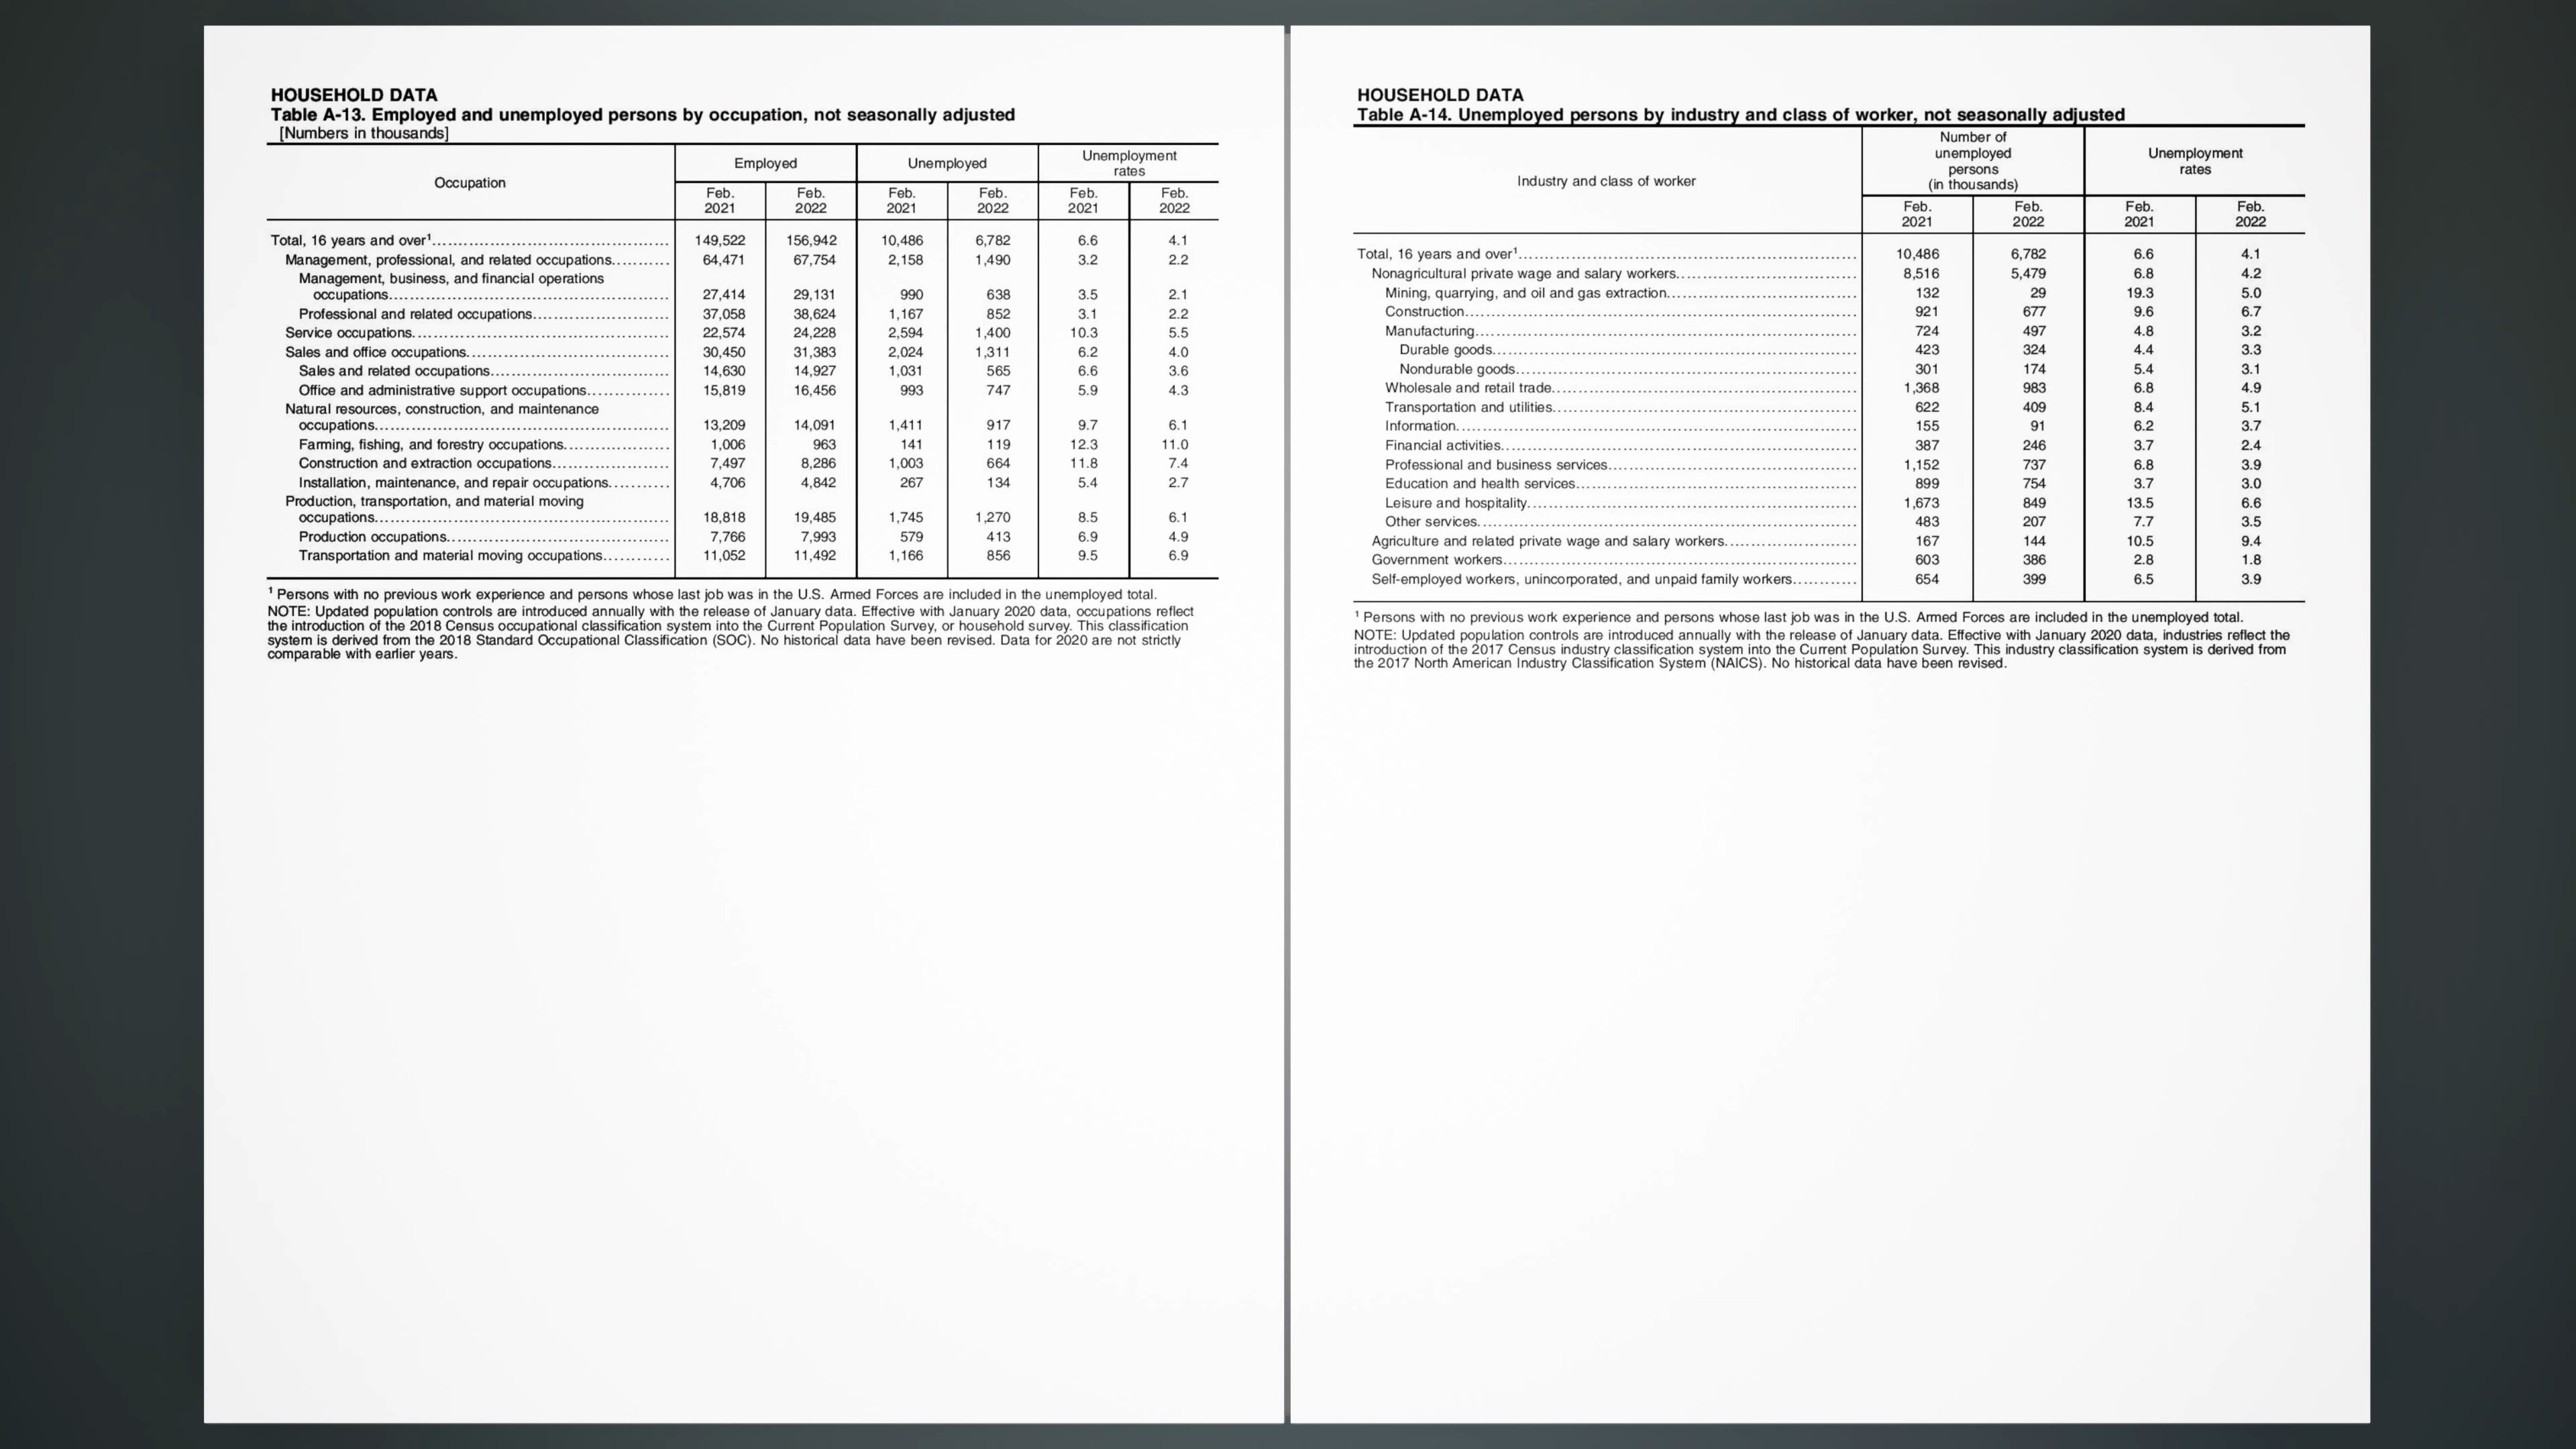 HOUSEHOLD DATA
Table A-13. Employed and unemployed persons by occupation, not seasonally adjusted
[Numbers in thousands]
Occupation Employed Unemployed Unemployment rates
Feb. 2021 Feb. 2022 Feb. 2021 Feb. 2022 Feb. 2021 Feb. 2022
Total, 16 years and over¹ 149,522 156,942 10,486 6,782 6.6 4.1
Management, professional, and related occupations 64,471 67,754 2,158 1,490 3.2 2.2
Management, business, and financial operations
occupations 27,414 29,131 990 638 3.5 2.1
Professional and related occupations 37,058 38,624 1,167 852 3.1 2.2
Service occupations 22,574 24,228 2,594 1,400 10.3 5.5
Sales and office occupations 30,450 31,383 2,024 1,311 6.2 4.0
Sales and related occupations 14,630 14,927 1,031 565 6.6 3.6
Office and administrative support occupations 15,819 16,456 993 747 5.9 4.3
Natural resources, construction, and maintenance
occupations 13,209 14,091 1,411 917 9.7 6.1
Farming, fishing, and forestry occupations 1,006 963 141 119 12.3 11.0
Construction and extraction occupations 7,497 8,286 1,003 664 11.8 7.4
Installation, maintenance, and repair occupations 4,706 4,842 267 134 5.4 2.7
Production, transportation, and material moving
occupations 18,818 19,485 1,745 1,270 8.5 6.1
Production occupations 7,766 7,993 579 413 6.9 4.9
Transportation and material moving occupations 11,052 11,492 1,166 856 9.5 6.9
¹ Persons with no previous work experience and persons whose last job was in the U.S. Armed Forces are included in the unemployed total.
NOTE: Updated population controls are introduced annually with the release of January data. Effective with January 2020 data, occupations reflect
the introduction of the 2018 Census occupational classification system into the Current Population Survey, or household survey. This classification
system is derived from the 2018 Standard Occupational Classification (SOC). No historical data have been revised. Data for 2020 are not strictly
comparable with earlier years.
HOUSEHOLD DATA
Table A-14. Unemployed persons by industry and class of worker, not seasonally adjusted
Industry and class of worker Number of unemployed persons (in thousands) Unemployment rates
Feb. 2021 Feb. 2022 Feb. 2021 Feb. 2022
Total, 16 years and over¹ 10,486 6,782 6.6 4.1
Nonagricultural private wage and salary workers 8,516 5,479 6.8 4.2
Mining, quarrying, and oil and gas extraction 132 29 19.3 5.0
Construction 921 677 9.6 6.7
Manufacturing 724 497 4.8 3.2
Durable goods 423 324 4.4 3.3
Nondurable goods 301 174 5.4 3.1
Wholesale and retail trade 1,368 983 6.8 4.9
Transportation and utilities 622 409 8.4 5.1
Information 155 91 6.2 3.7
Financial activities 387 246 3.7 2.4
Professional and business services 1,152 737 6.8 3.9
Education and health services 899 754 3.7 3.0
Leisure and hospitality 1,673 849 13.5 6.6
Other services 483 207 7.7 3.5
Agriculture and related private wage and salary workers 167 144 10.5 9.4
Government workers 603 386 2.8 1.8
Self-employed workers, unincorporated, and unpaid family workers 654 399 6.5 3.9
¹ Persons with no previous work experience and persons whose last job was in the U.S. Armed Forces are included in the unemployed total.
NOTE: Updated population controls are introduced annually with the release of January data. Effective with January 2020 data, industries reflect the
introduction of the 2017 Census industry classification system into the Current Population Survey. This industry classification system is derived from
the 2017 North American Industry Classification System (NAICS). No historical data have been revised.